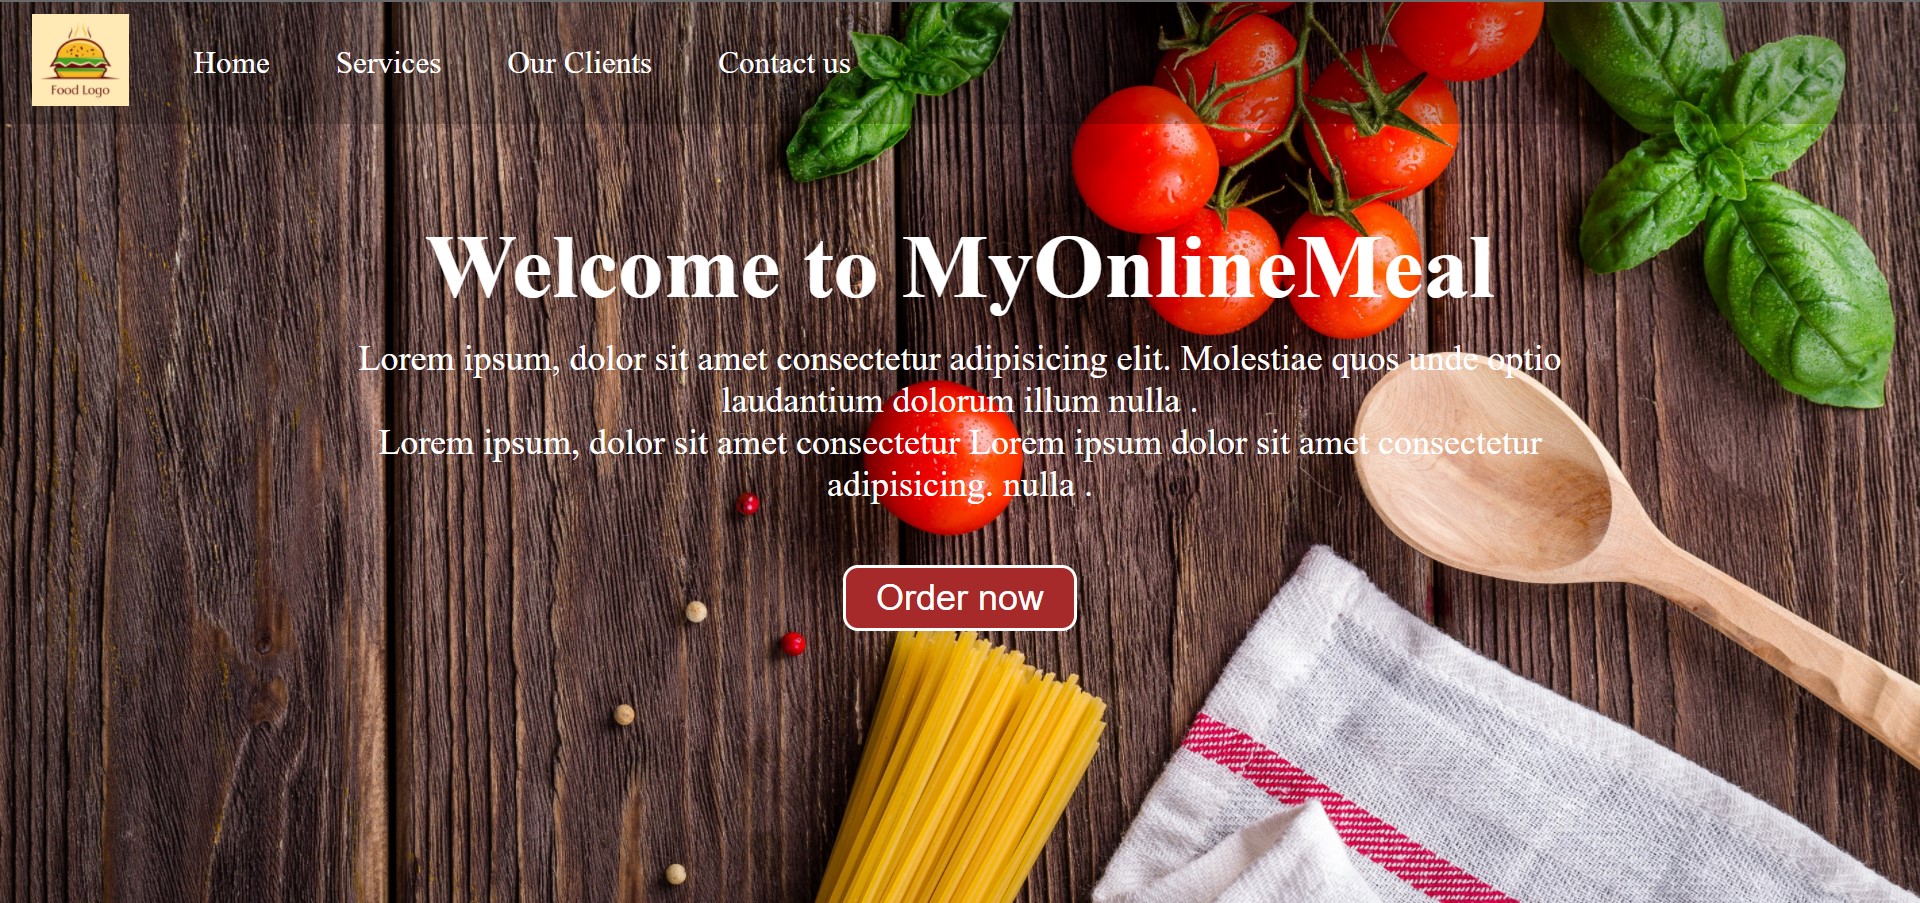 Food Logo
Home
Services
Our Clients
Contact us
Welcome to MyOnlineMeal
Lorem ipsum, dolor sit amet consectetur adipisicing elit. Molestiae quos unde optio
laudantium dolorum illum nulla .
Lorem ipsum, dolor sit amet consectetur Lorem ipsum dolor sit amet consectetur
adipisicing. nulla .
Order now